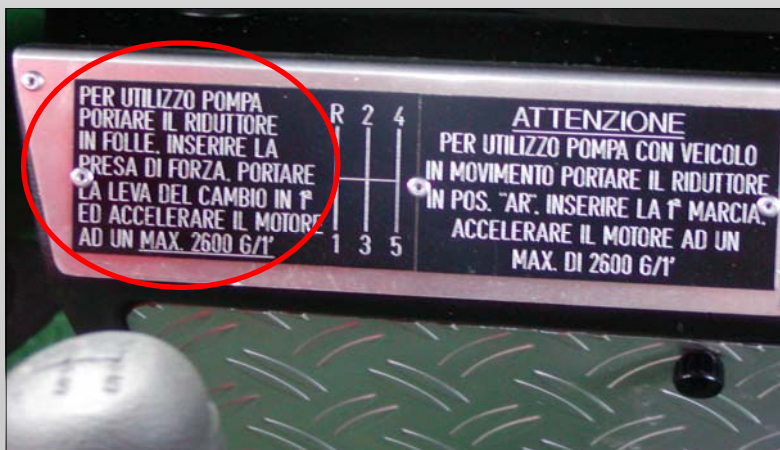 PER UTILIZZO POMPA
PORTARE IL RIDUTTORE
IN FOLLE, INSERIRE LA
PRESA DI FORZA, PORTARE
LA LEVA DEL CAMBIO IN 1ª
ED ACCELERARE IL MOTORE
AD UN MAX. 2600 G/1'
R 2 4
1 3 5
ATTENZIONE
PER UTILIZZO POMPA CON VEICOLO
IN MOVIMENTO PORTARE IL RIDUTTORE
IN POS. "AR". INSERIRE LA 1ª MARCIA.
ACCELERARE IL MOTORE AD UN
MAX. DI 2600 G/1'